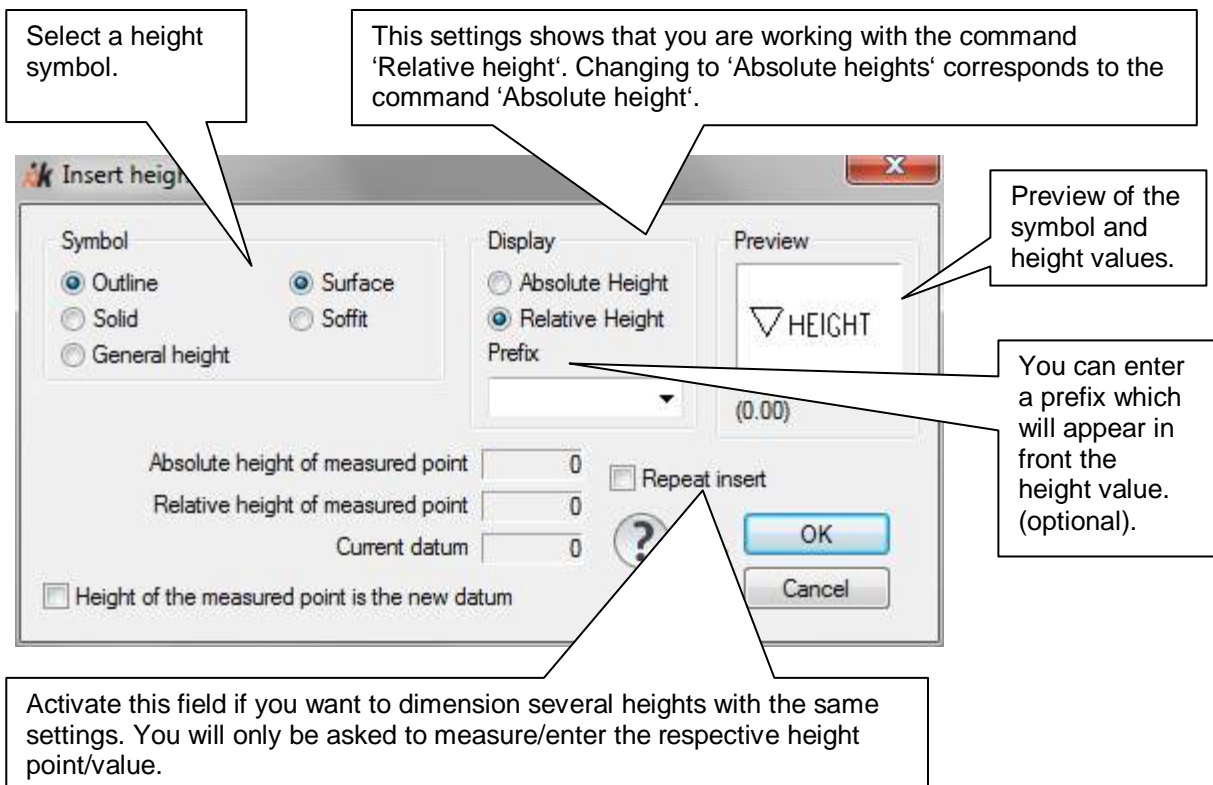 Select a height
symbol.
This settings shows that you are working with the command
‘Relative height‘. Changing to ‘Absolute heights‘ corresponds to the
command ‘Absolute height‘.
Insert heigh
Preview of the
symbol and
height values.
Symbol
Outline
Surface
Solid
Soffit
General height
Display
Absolute Height
Relative Height
Prefix
Preview
HEIGHT
(0.00)
You can enter
a prefix which
will appear in
front the
height value.
(optional).
Absolute height of measured point 0
Relative height of measured point 0
Current datum 0
Repeat insert
?
OK
Height of the measured point is the new datum
Cancel
Activate this field if you want to dimension several heights with the same
settings. You will only be asked to measure/enter the respective height
point/value.